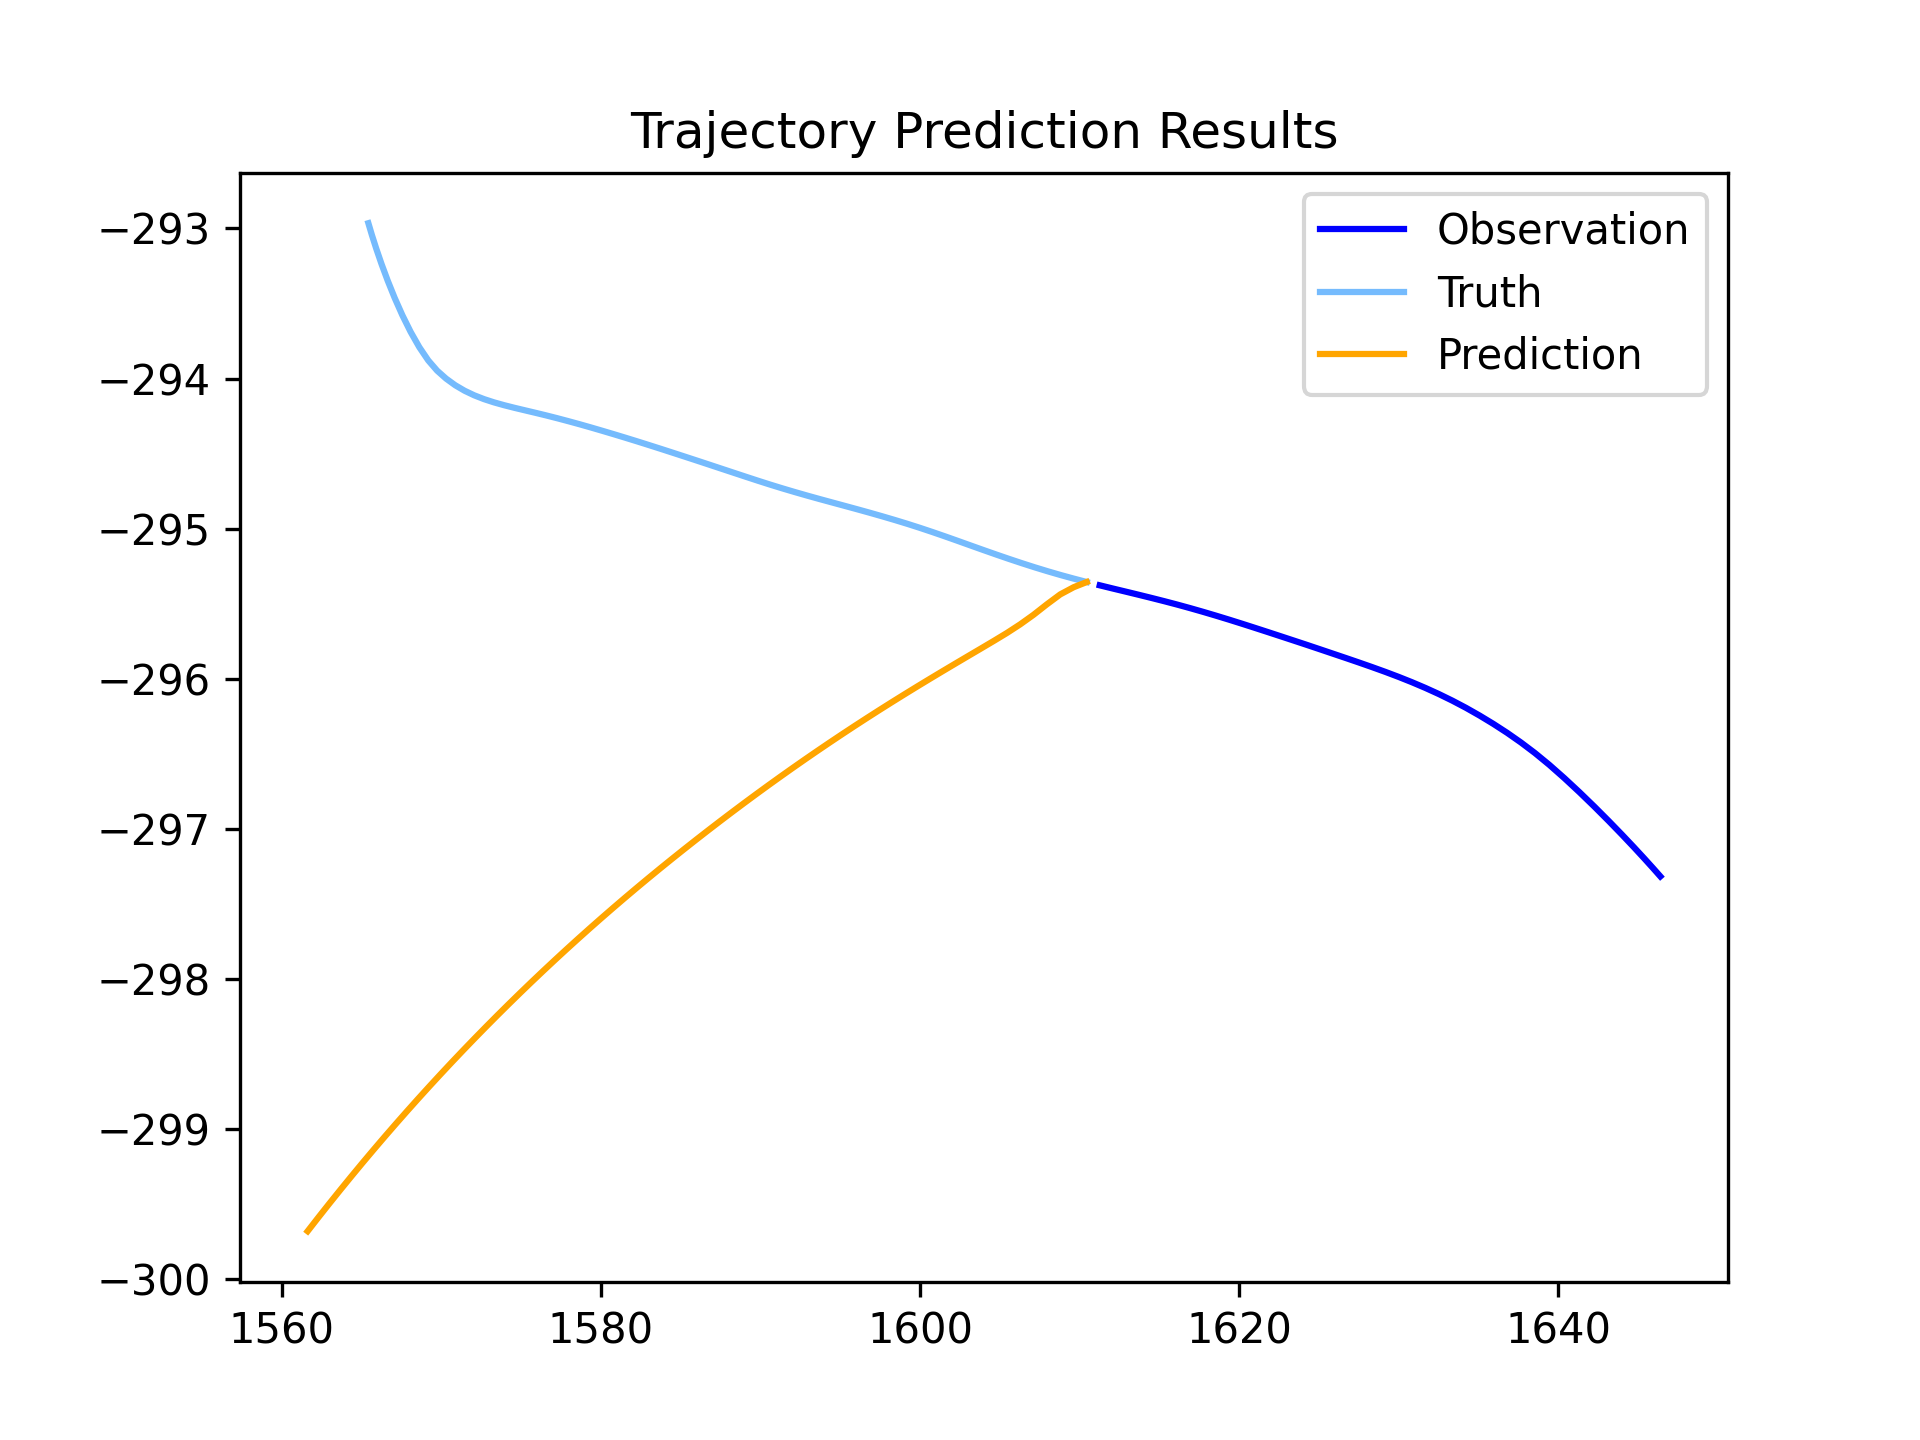 Trajectory Prediction Results
Observation
Truth
Prediction
−293
−294
−295
−296
−297
−298
−299
−300
1560 1580 1600 1620 1640